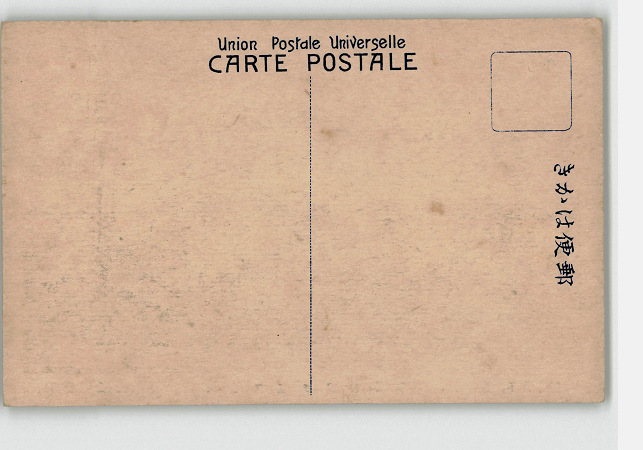 Union Postale Universelle
CARTE POSTALE
郵便はかき